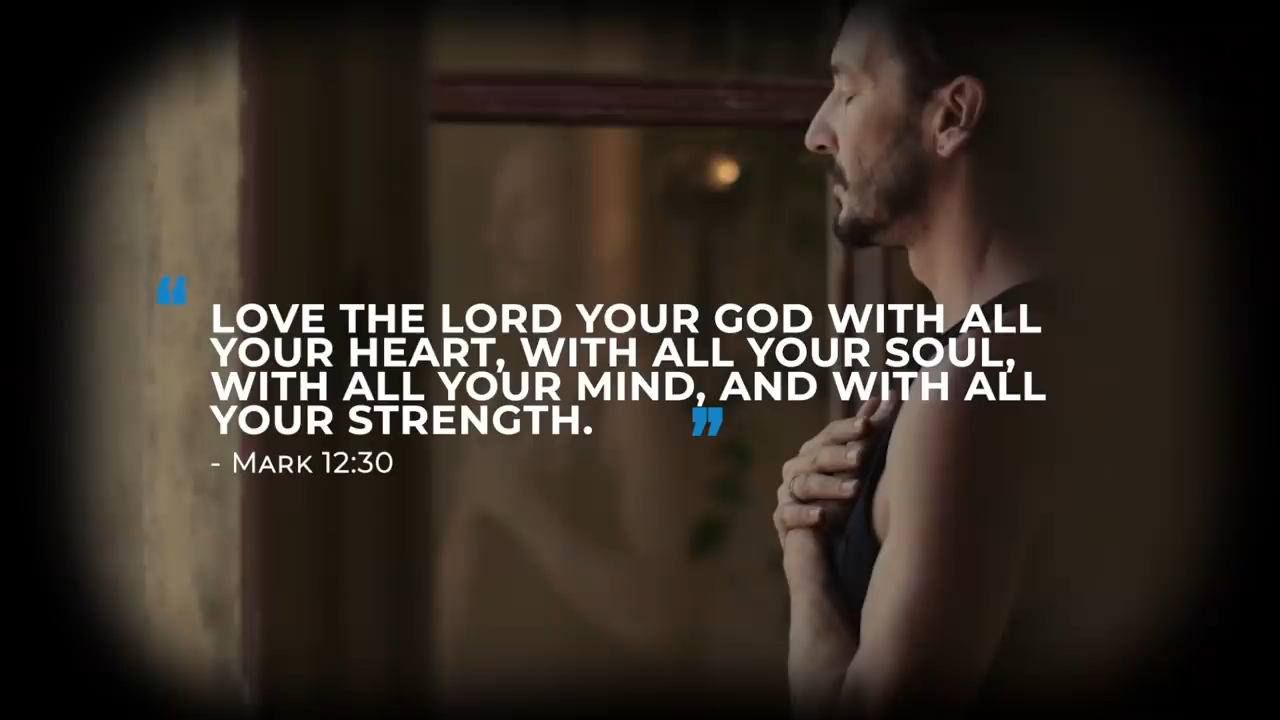 “ LOVE THE LORD YOUR GOD WITH ALL
YOUR HEART, WITH ALL YOUR SOUL,
WITH ALL YOUR MIND, AND WITH ALL
YOUR STRENGTH. ”
- MARK 12:30